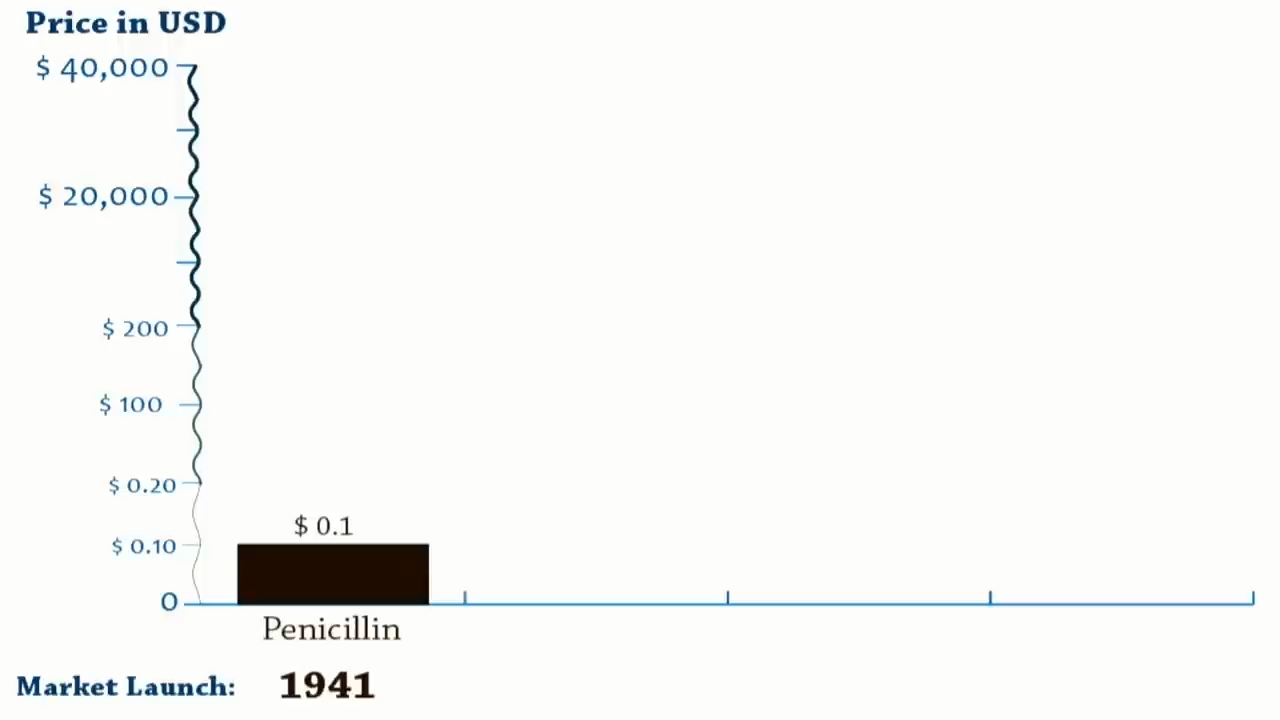 Price in USD
$ 40,000
$ 20,000
$ 200
$ 100
$ 0.20
$ 0.1
$ 0.10
0
Penicillin
Market Launch: 1941